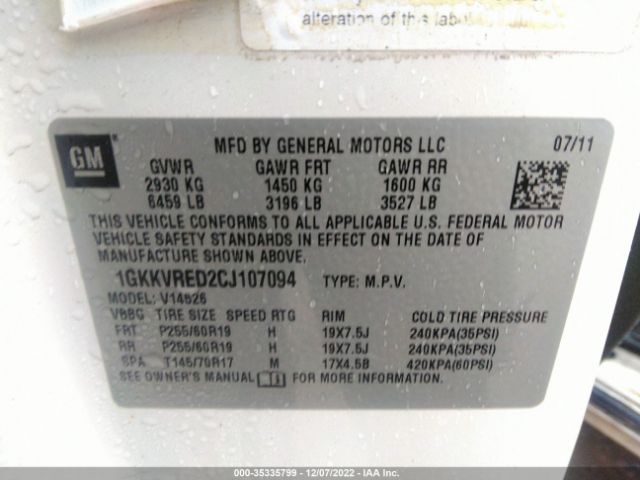 alteration of this label
GM
MFD BY GENERAL MOTORS LLC 07/11
GVWR GAWR FRT GAWR RR
2930 KG 1450 KG 1600 KG
6459 LB 3196 LB 3527 LB
THIS VEHICLE CONFORMS TO ALL APPLICABLE U.S. FEDERAL MOTOR
VEHICLE SAFETY STANDARDS IN EFFECT ON THE DATE OF
MANUFACTURE SHOWN ABOVE.
1GKKVRED2CJ107094 TYPE: M.P.V.
MODEL: V14526
TIRE SIZE SPEED RTG RIM COLD TIRE PRESSURE
FRT P255/60R19 H 19X7.5J 240KPA(35PSI)
RR P255/60R19 H 19X7.5J 240KPA(35PSI)
SPA T145/70R17 M 17X4.5B 420KPA(60PSI)
SEE OWNER'S MANUAL FOR MORE INFORMATION.
000-35335799 - 12/07/2022 - IAA Inc.